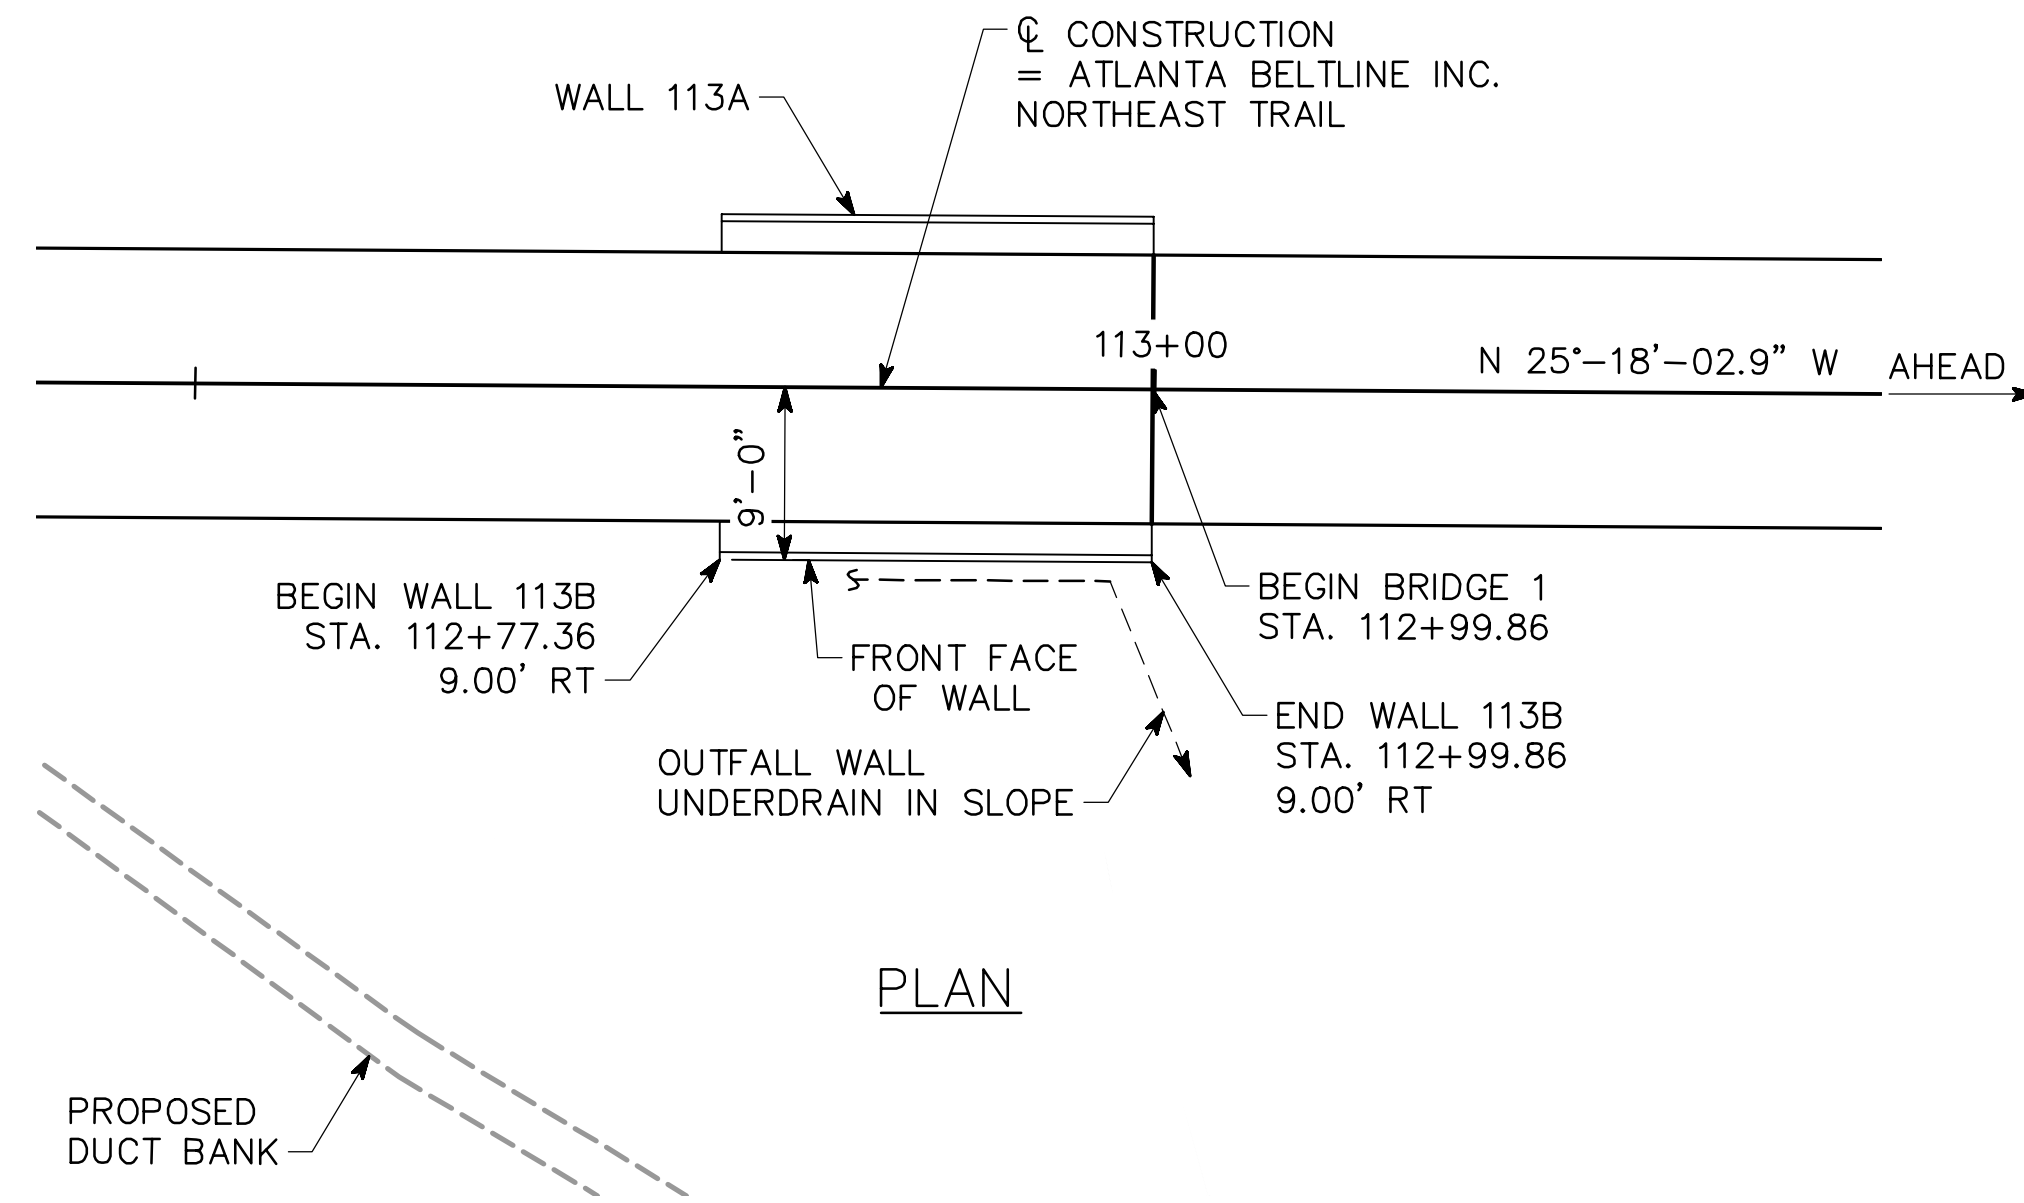 ℄ CONSTRUCTION
= ATLANTA BELTLINE INC.
NORTHEAST TRAIL
WALL 113A
113+00
N 25°-18'-02.9" W
AHEAD
9'-0"
BEGIN WALL 113B
STA. 112+77.36
9.00' RT
FRONT FACE
OF WALL
BEGIN BRIDGE 1
STA. 112+99.86
END WALL 113B
STA. 112+99.86
9.00' RT
OUTFALL WALL
UNDERDRAIN IN SLOPE
PLAN
PROPOSED
DUCT BANK